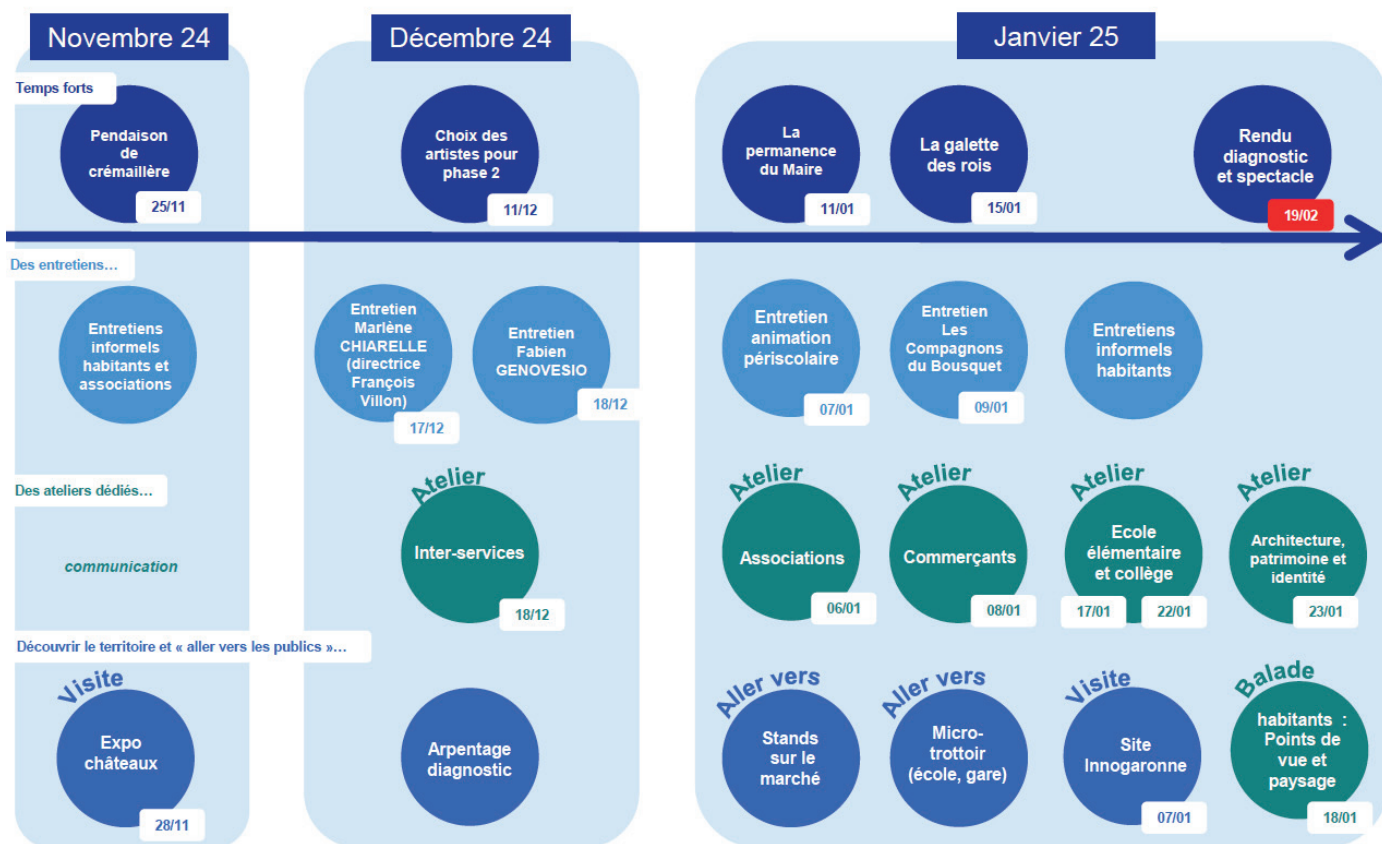 Novembre 24
Décembre 24
Janvier 25
Temps forts
Pendaison
de
crémaillère
25/11
Choix des
artistes pour
phase 2
11/12
La
permanence
du Maire
11/01
La galette
des rois
15/01
Rendu
diagnostic
et spectacle
19/02
Des entretiens…
Entretiens
informels
habitants et
associations
Entretien
Marlène
CHIARELLE
(directrice
François
Villon)
17/12
Entretien
Fabien
GENOVESIO
18/12
Entretien
animation
périscolaire
07/01
Entretien
Les
Compagnons
du Bousquet
09/01
Entretiens
informels
habitants
Des ateliers dédiés…
communication
Atelier
Inter-services
18/12
Atelier
Associations
06/01
Atelier
Commerçants
08/01
Atelier
Ecole
élémentaire
et collège
17/01
22/01
Atelier
Architecture,
patrimoine et
identité
23/01
Découvrir le territoire et « aller vers les publics »…
Visite
Expo
châteaux
28/11
Arpentage
diagnostic
Aller vers
Stands
sur le
marché
Aller vers
Micro-
trottoir
(école, gare)
Visite
Site
Innogaronne
07/01
Balade
habitants :
Points de
vue et
paysage
18/01